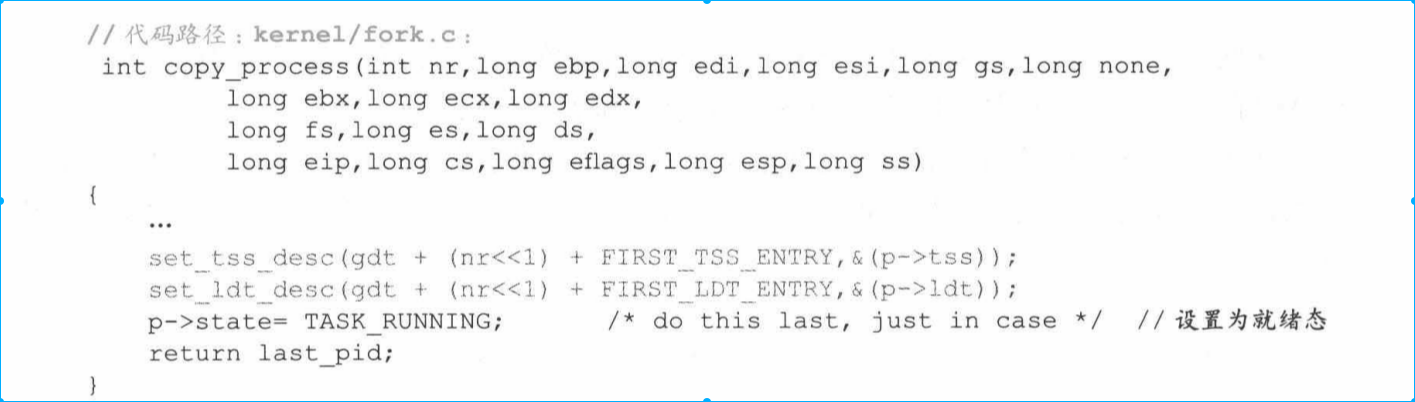 // 代码路径：kernel/fork.c：
int copy_process(int nr,long ebp,long edi,long esi,long gs,long none,
long ebx,long ecx,long edx,
long fs,long es,long ds,
long eip,long cs,long eflags,long esp,long ss)
{
…
set_tss_desc(gdt + (nr<<1) + FIRST_TSS_ENTRY,&(p->tss));
set_ldt_desc(gdt + (nr<<1) + FIRST_LDT_ENTRY,&(p->ldt));
p->state= TASK_RUNNING; /* do this last, just in case */ // 设置为就绪态
return last_pid;
}